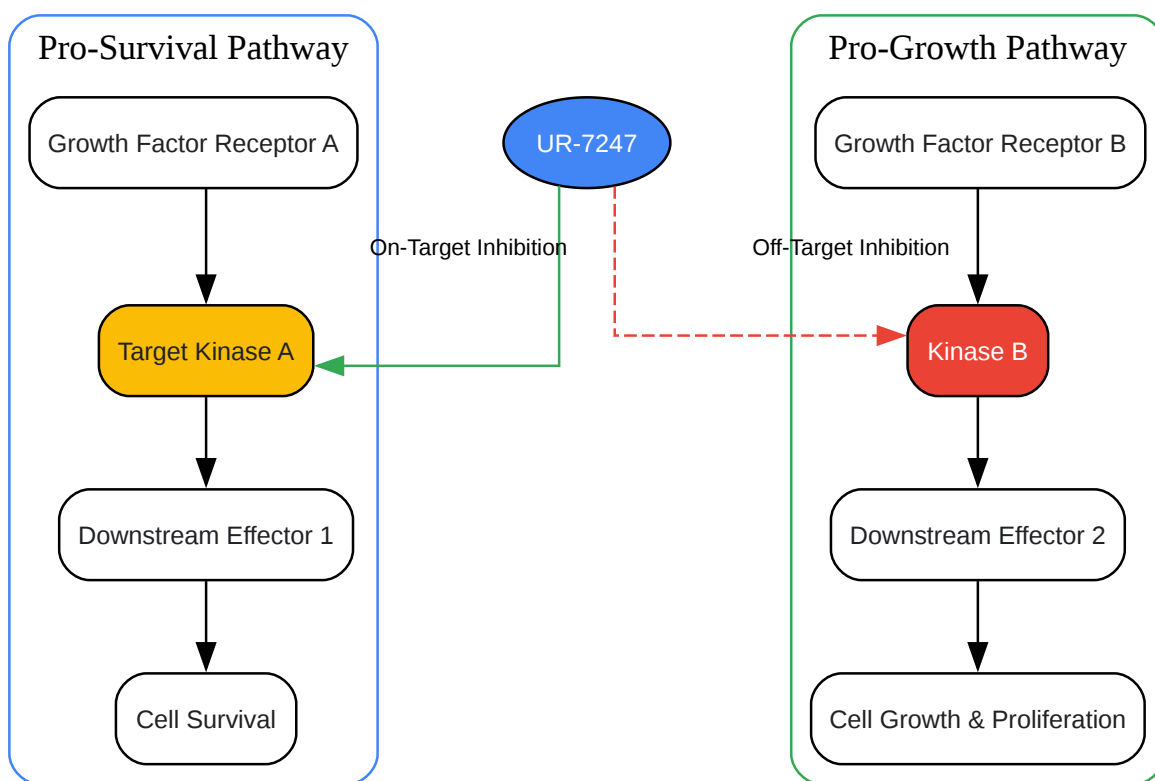 Pro-Survival Pathway
Growth Factor Receptor A
Target Kinase A
Downstream Effector 1
Cell Survival
UR-7247
On-Target Inhibition
Off-Target Inhibition
Pro-Growth Pathway
Growth Factor Receptor B
Kinase B
Downstream Effector 2
Cell Growth & Proliferation